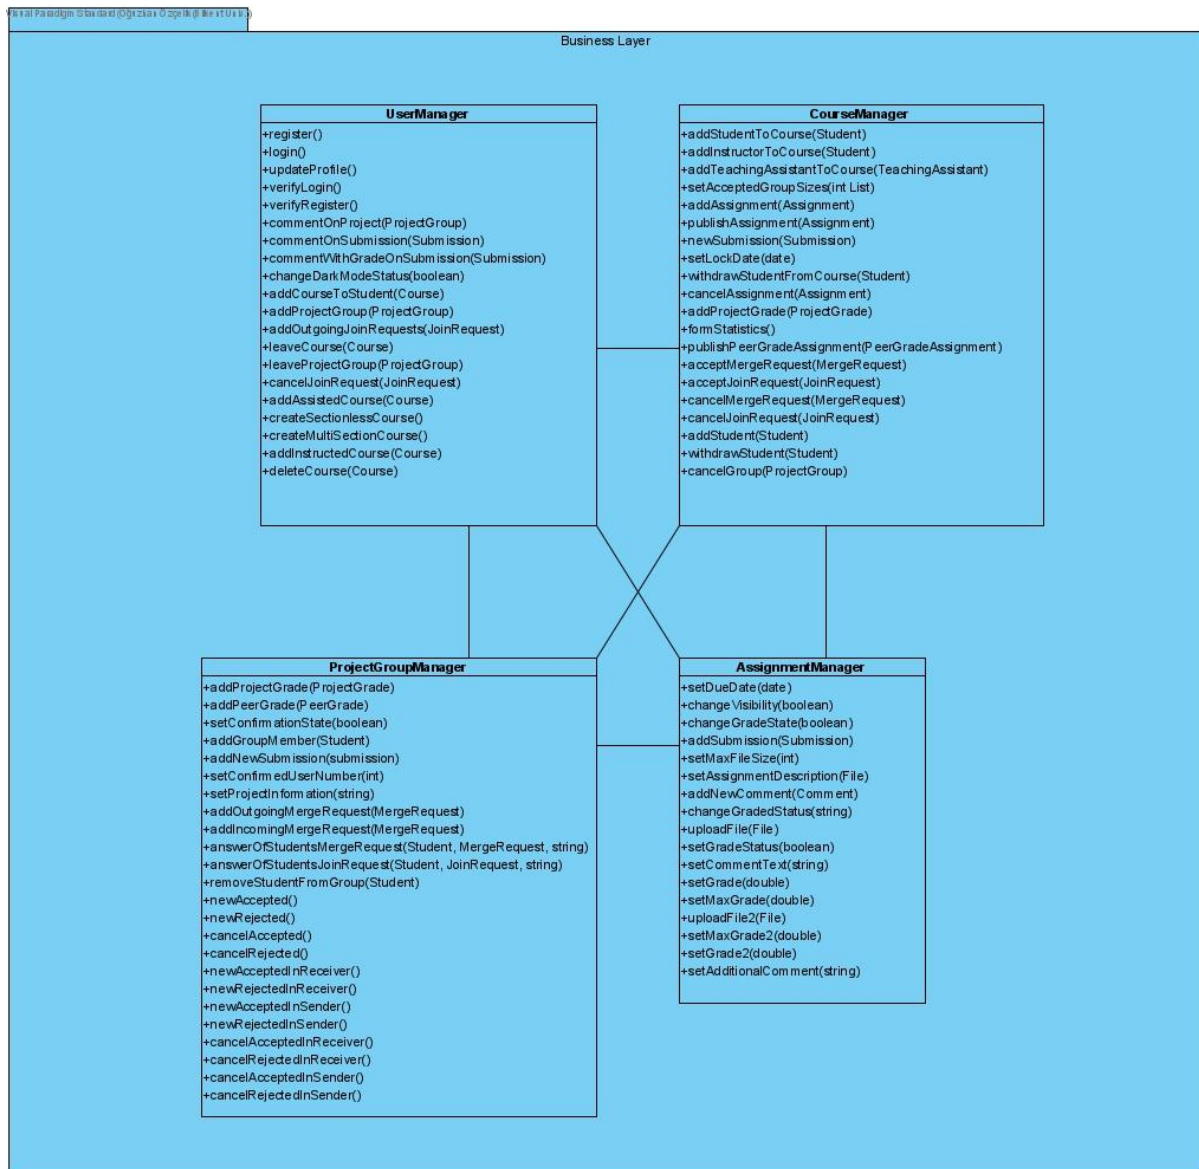 Visual Paradigm Standard(Oğuzhan Özçelik(Bilkent Univ.))
Business Layer
UserManager
+register()
+login()
+updateProfile()
+verifyLogin()
+verifyRegister()
+commentOnProject(ProjectGroup)
+commentOnSubmission(Submission)
+commentWithGradeOnSubmission(Submission)
+changeDarkModeStatus(boolean)
+addCourseToStudent(Course)
+addProjectGroup(ProjectGroup)
+addOutgoingJoinRequests(JoinRequest)
+leaveCourse(Course)
+leaveProjectGroup(ProjectGroup)
+cancelJoinRequest(JoinRequest)
+addAssistedCourse(Course)
+createSectionlessCourse()
+createMultiSectionCourse()
+addInstructedCourse(Course)
+deleteCourse(Course)
CourseManager
+addStudentToCourse(Student)
+addInstructorToCourse(Student)
+addTeachingAssistantToCourse(TeachingAssistant)
+setAcceptedGroupSizes(int List)
+addAssignment(Assignment)
+publishAssignment(Assignment)
+newSubmission(Submission)
+setLockDate(date)
+withdrawStudentFromCourse(Student)
+cancelAssignment(Assignment)
+addProjectGrade(ProjectGrade)
+formStatistics()
+publishPeerGradeAssignment(PeerGradeAssignment)
+acceptMergeRequest(MergeRequest)
+acceptJoinRequest(JoinRequest)
+cancelMergeRequest(MergeRequest)
+cancelJoinRequest(JoinRequest)
+addStudent(Student)
+withdrawStudent(Student)
+cancelGroup(ProjectGroup)
ProjectGroupManager
+addProjectGrade(ProjectGrade)
+addPeerGrade(PeerGrade)
+setConfirmationState(boolean)
+addGroupMember(Student)
+addNewSubmission(submission)
+setConfirmedUserNumber(int)
+setProjectInformation(string)
+addOutgoingMergeRequest(MergeRequest)
+addIncomingMergeRequest(MergeRequest)
+answerOfStudentsMergeRequest(Student, MergeRequest, string)
+answerOfStudentsJoinRequest(Student, JoinRequest, string)
+removeStudentFromGroup(Student)
+newAccepted()
+newRejected()
+cancelAccepted()
+cancelRejected()
+newAcceptedInReceiver()
+newRejectedInReceiver()
+newAcceptedInSender()
+newRejectedInSender()
+cancelAcceptedInReceiver()
+cancelRejectedInReceiver()
+cancelAcceptedInSender()
+cancelRejectedInSender()
AssignmentManager
+setDueDate(date)
+changeVisibility(boolean)
+changeGradeState(boolean)
+addSubmission(Submission)
+setMaxFileSize(int)
+setAssignmentDescription(File)
+addNewComment(Comment)
+changeGradedStatus(string)
+uploadFile(File)
+setGradeStatus(boolean)
+setCommentText(string)
+setGrade(double)
+setMaxGrade(double)
+uploadFile2(File)
+setMaxGrade2(double)
+setGrade2(double)
+setAdditionalComment(string)